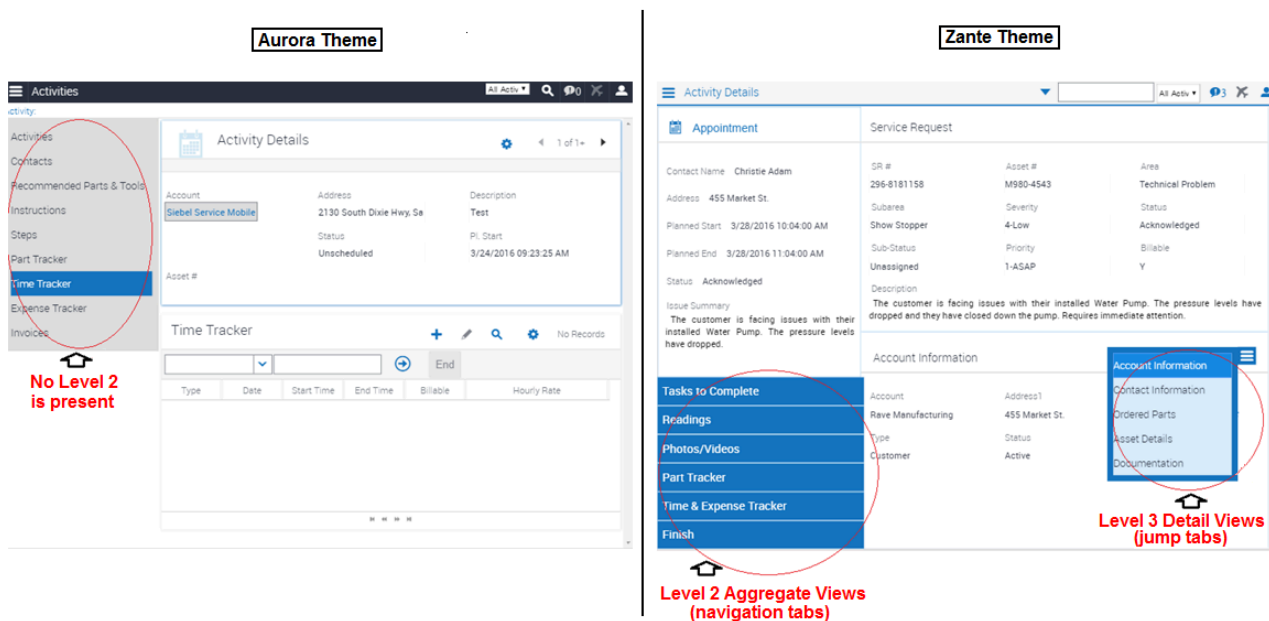 Aurora Theme
Activities
All Activ
0
Activity:
Activities
Contacts
Recommended Parts & Tools
Instructions
Steps
Part Tracker
Time Tracker
Expense Tracker
Invoices
No Level 2
is present
Activity Details
1 of 1+
Account
Address
Description
Siebel Service Mobile
2130 South Dixie Hwy, Sa
Test
Status
Pl. Start
Unscheduled
3/24/2016 09:23:25 AM
Asset #
Time Tracker
No Records
End
Type
Date
Start Time
End Time
Billable
Hourly Rate
Zante Theme
Activity Details
All Activ
3
Appointment
Contact Name Christie Adam
Address 455 Market St.
Planned Start 3/28/2016 10:04:00 AM
Planned End 3/28/2016 11:04:00 AM
Status Acknowledged
Issue Summary
The customer is facing issues with their
installed Water Pump. The pressure levels
have dropped.
Tasks to Complete
Readings
Photos/Videos
Part Tracker
Time & Expense Tracker
Finish
Level 2 Aggregate Views
(navigation tabs)
Service Request
SR #
Asset #
Area
296-8181158
M980-4543
Technical Problem
Subarea
Severity
Status
Show Stopper
4-Low
Acknowledged
Sub-Status
Priority
Billable
Unassigned
1-ASAP
Y
Description
The customer is facing issues with their installed Water Pump. The pressure levels have
dropped and they have closed down the pump. Requires immediate attention.
Account Information
Account
Address1
Rave Manufacturing
455 Market St.
Type
Status
Customer
Active
Account Information
Contact Information
Ordered Parts
Asset Details
Documentation
Level 3 Detail Views
(jump tabs)